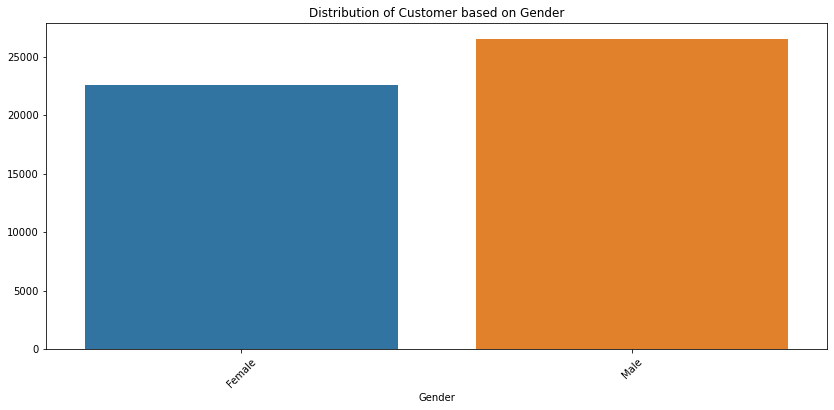 Distribution of Customer based on Gender
25000
20000
15000
10000
5000
0
Female
Male
Gender